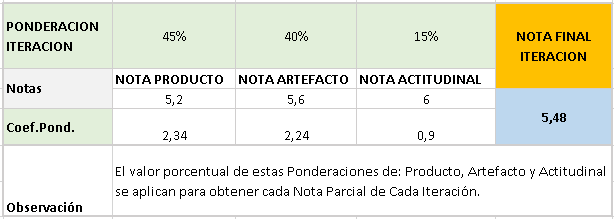 PONDERACION ITERACION 45% 40% 15% NOTA FINAL ITERACION
Notas NOTA PRODUCTO NOTA ARTEFACTO NOTA ACTITUDINAL
5,2 5,6 6
5,48
Coef.Pond. 2,34 2,24 0,9
Observación
El valor porcentual de estas Ponderaciones de: Producto, Artefacto y Actitudinal
se aplican para obtener cada Nota Parcial de Cada Iteración.